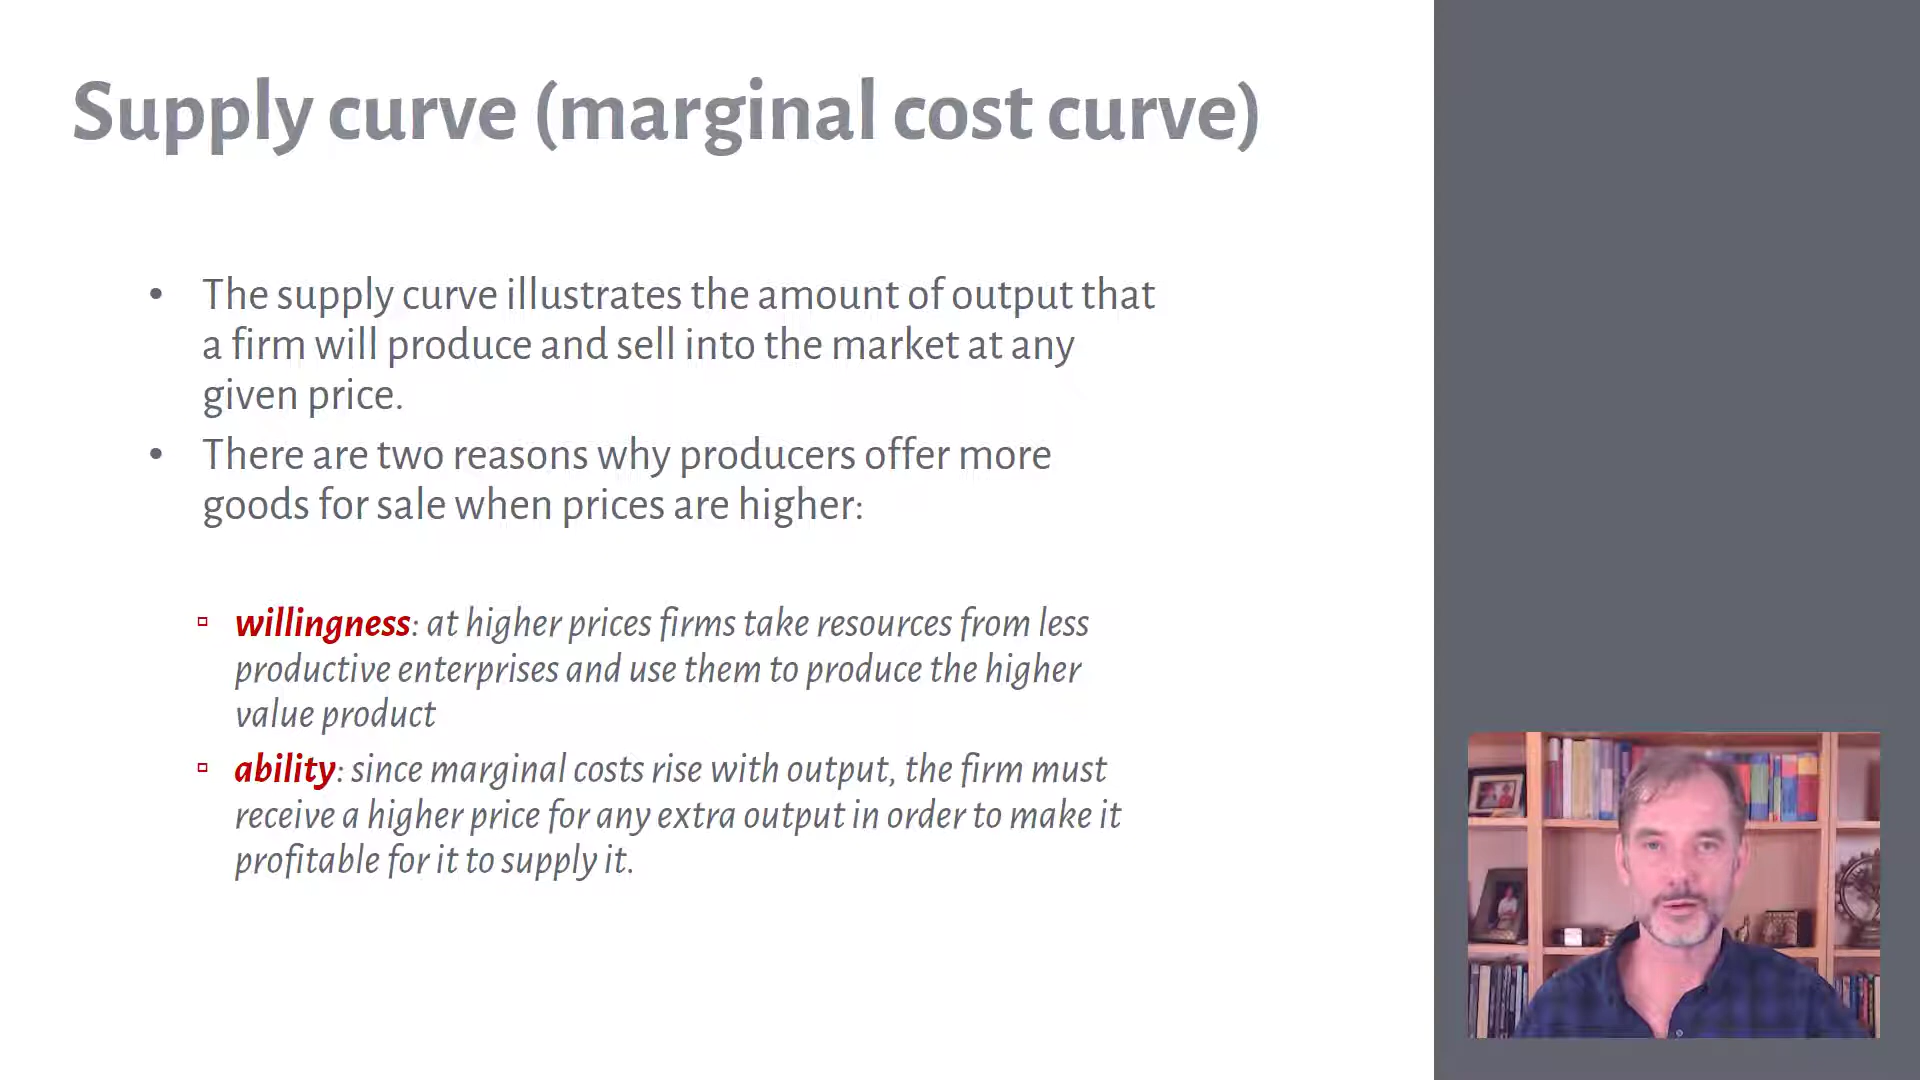 Supply curve (marginal cost curve)
• The supply curve illustrates the amount of output that
a firm will produce and sell into the market at any
given price.
• There are two reasons why producers offer more
goods for sale when prices are higher:
▫ willingness: at higher prices firms take resources from less
productive enterprises and use them to produce the higher
value product
▫ ability: since marginal costs rise with output, the firm must
receive a higher price for any extra output in order to make it
profitable for it to supply it.